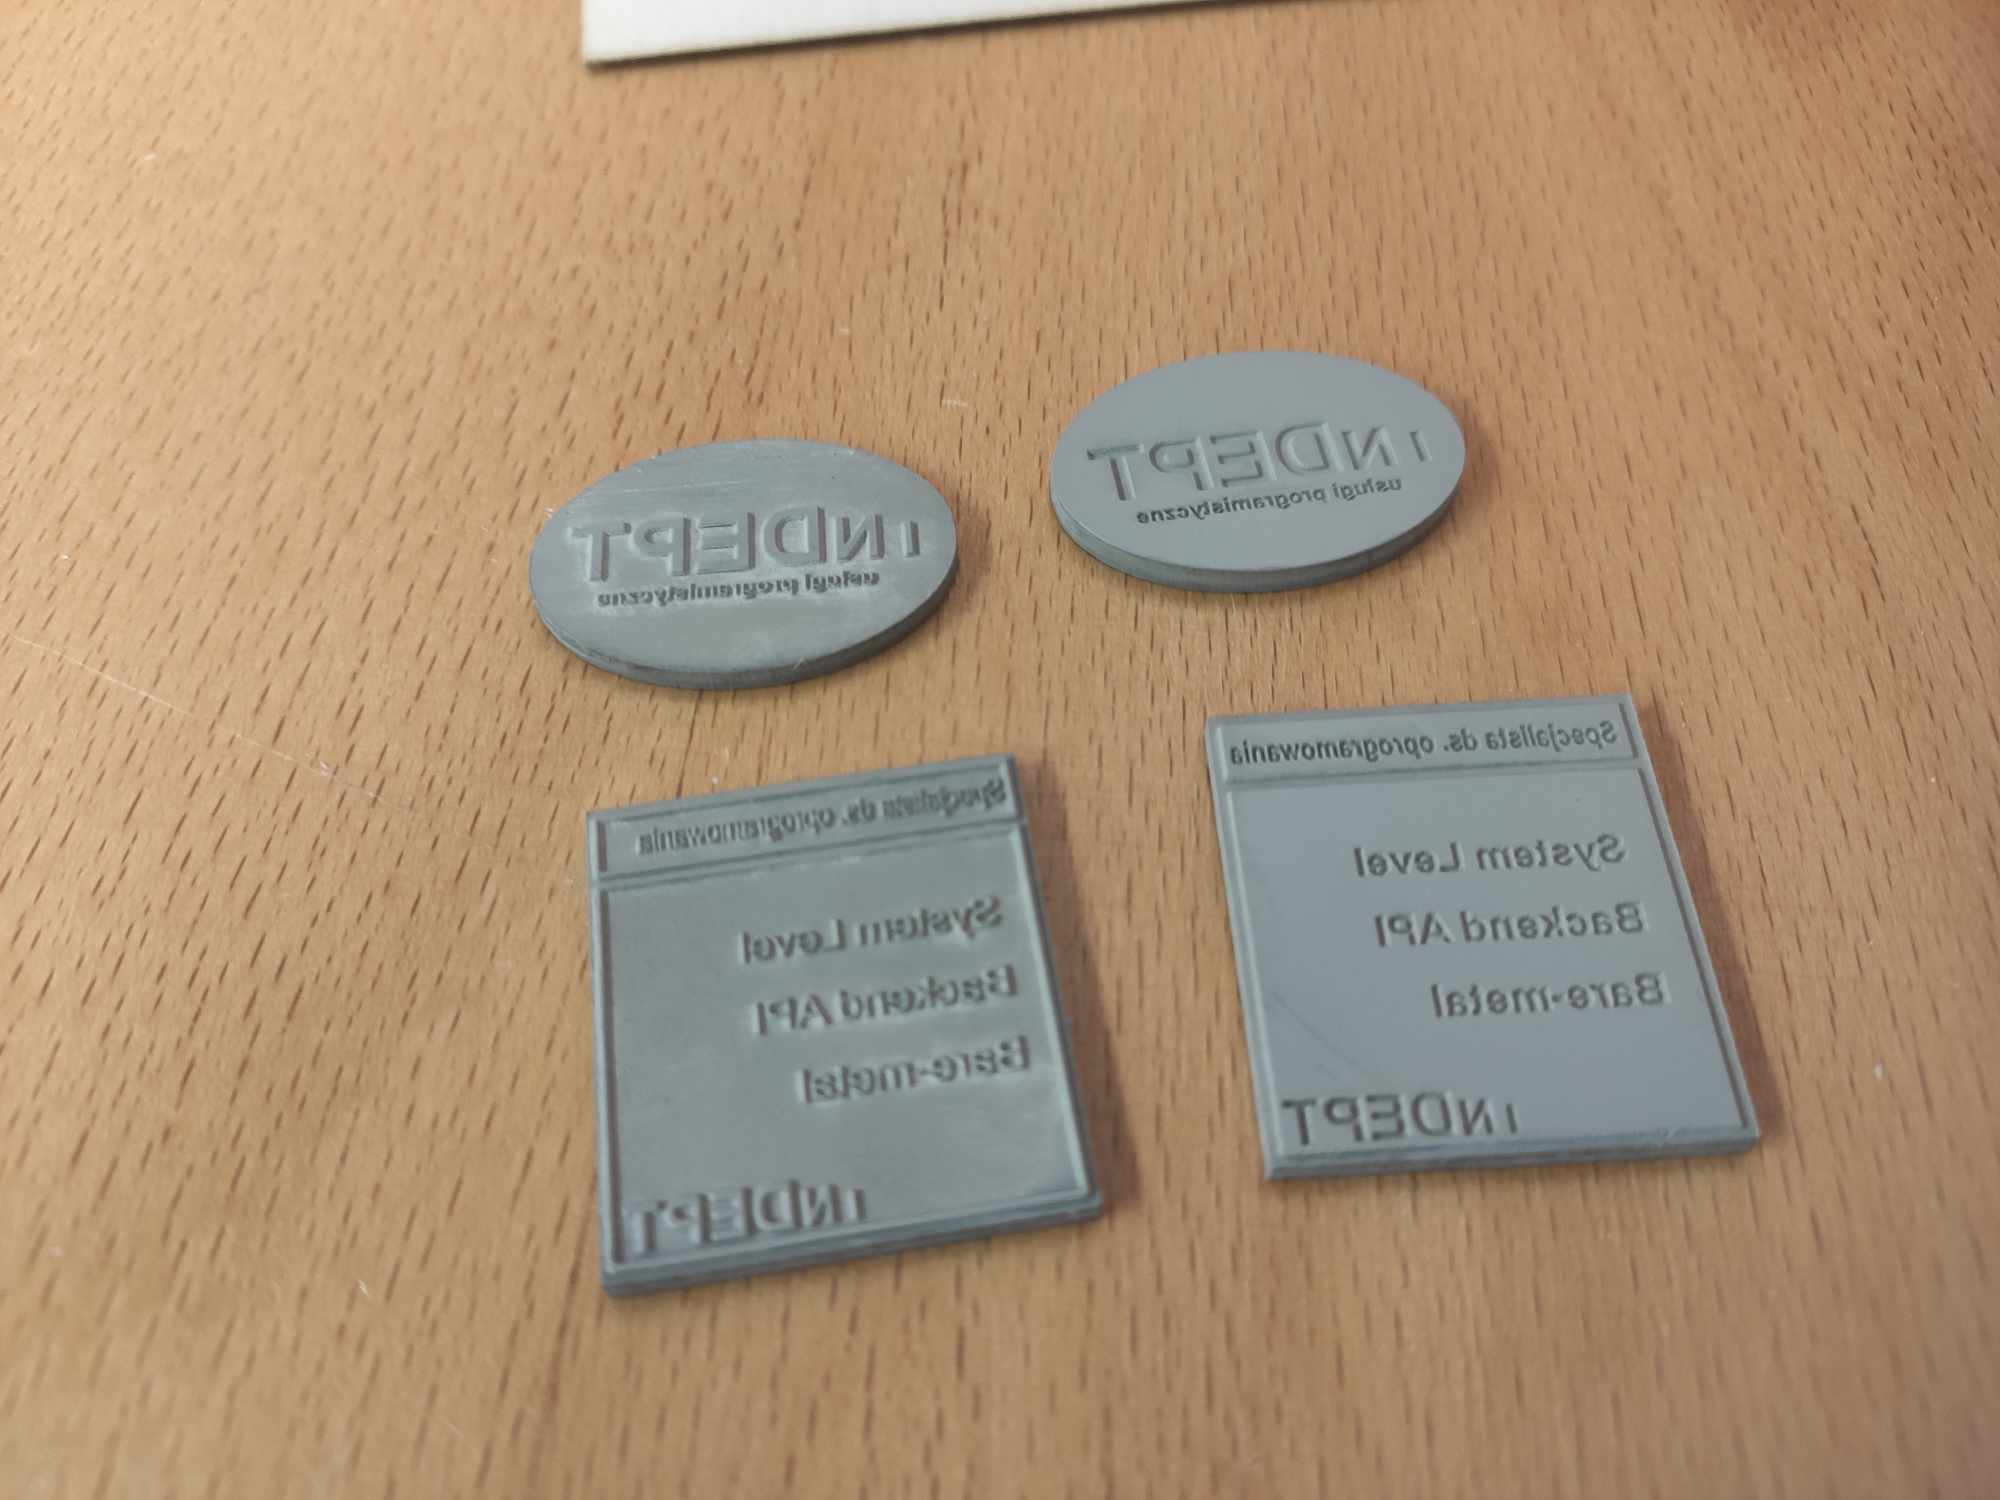 iNDEPT
usługi programistyczne
iNDEPT
usługi programistyczne
Specjalista ds. oprogramowania
System Level
Backend API
Bare-metal
iNDEPT
Specjalista ds. oprogramowania
System Level
Backend API
Bare-metal
iNDEPT